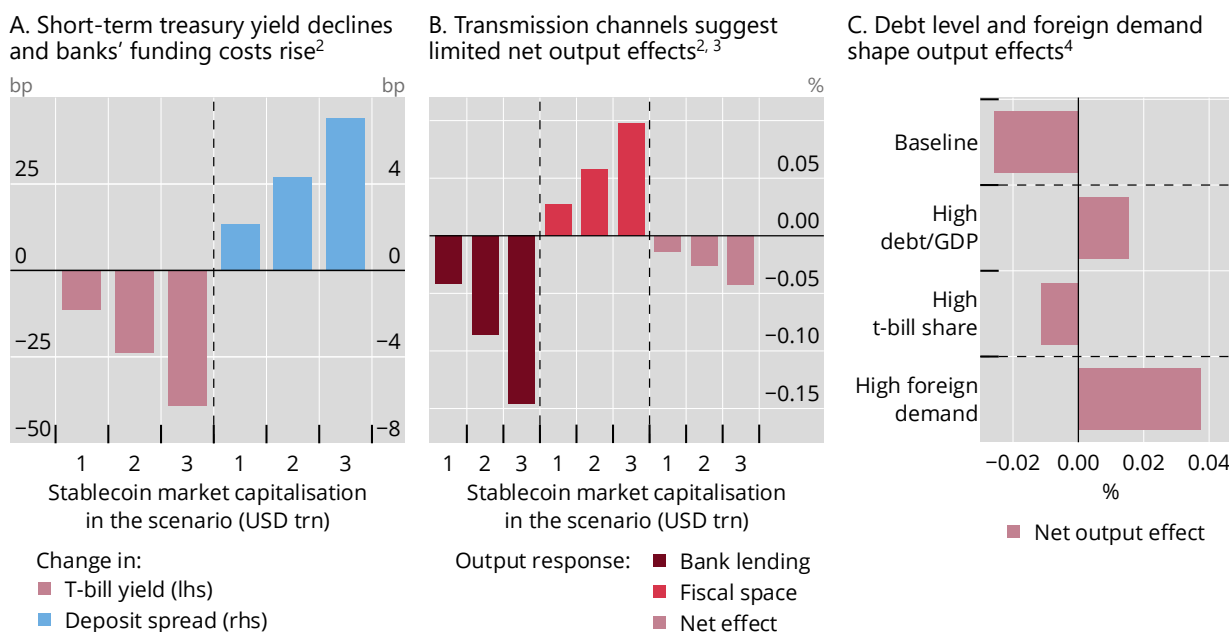 A. Short-term treasury yield declines
and banks’ funding costs rise2
bp
bp
25
0
−25
−50
4
0
−4
−8
1 2 3 1 2 3
Stablecoin market capitalisation
in the scenario (USD trn)
Change in:
T-bill yield (lhs)
Deposit spread (rhs)
B. Transmission channels suggest
limited net output effects2, 3
%
0.05
0.00
−0.05
−0.10
−0.15
1 2 3 1 2 3 1 2 3
Stablecoin market capitalisation
in the scenario (USD trn)
Output response:
Bank lending
Fiscal space
Net effect
C. Debt level and foreign demand
shape output effects4
Baseline
High
debt/GDP
High
t-bill share
High foreign
demand
−0.02 0.00 0.02 0.04
%
Net output effect